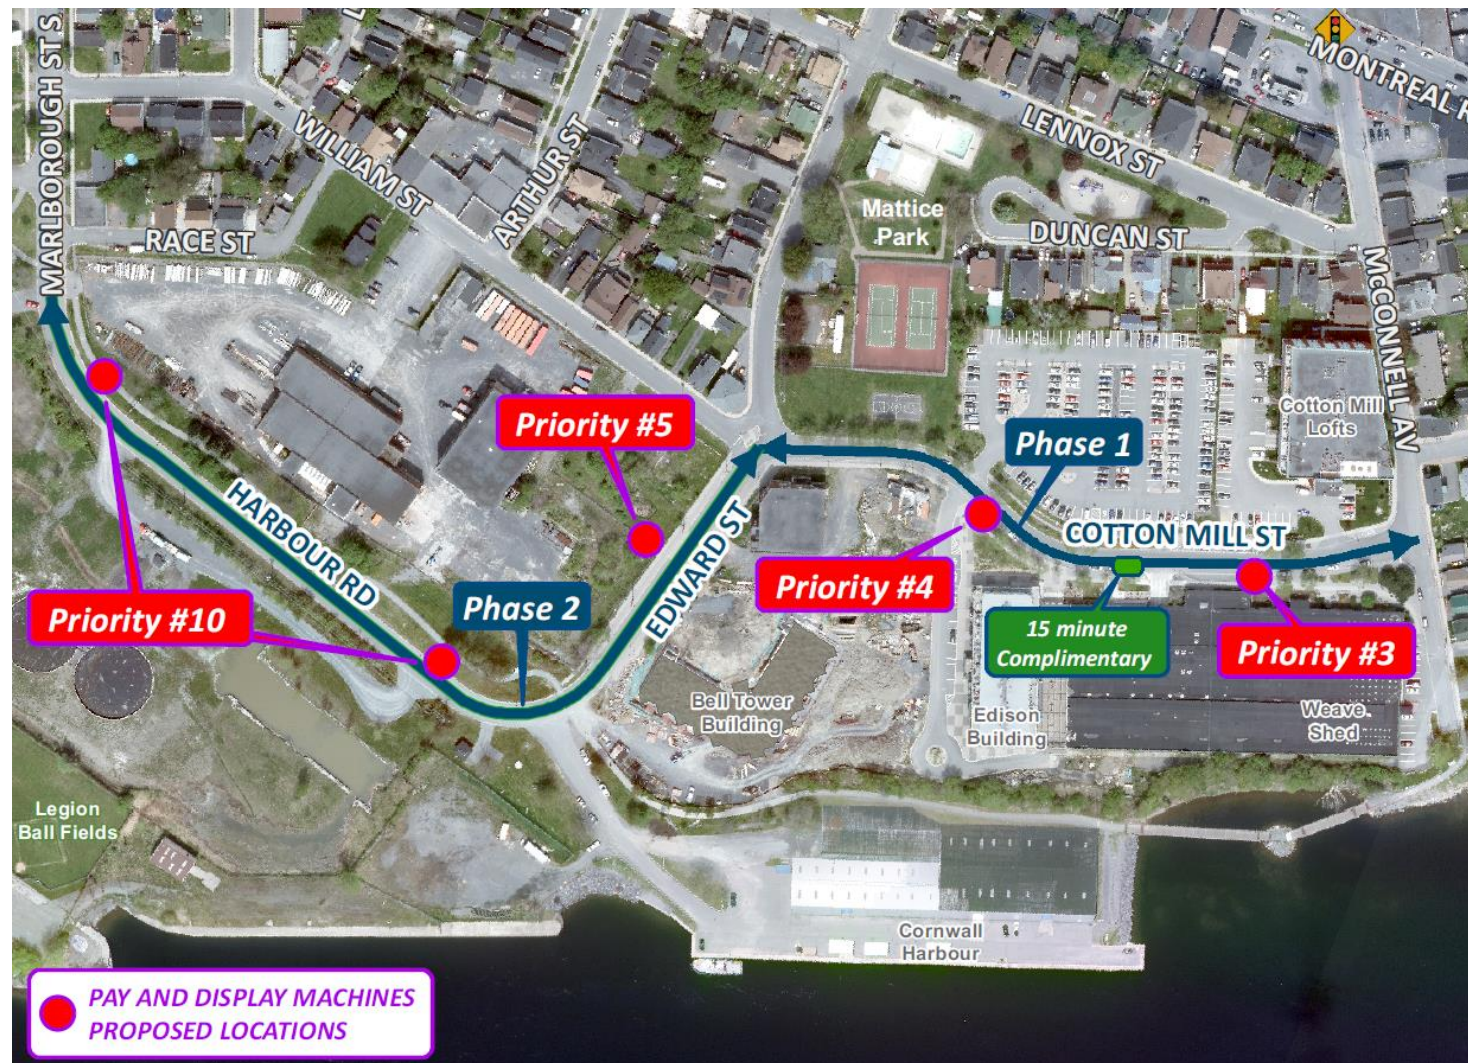 MARLBOROUGH ST S
WILLIAM ST
ARTHUR ST
RACE ST
LENNOX ST
MONTREAL R
Mattice
Park
DUNCAN ST
McCONNELL AV
Cotton Mill
Lofts
Priority #5
Phase 1
HARBOUR RD
EDWARD ST
COTTON MILL ST
Priority #4
Phase 2
Priority #10
15 minute
Complimentary
Priority #3
Bell Tower
Building
Edison
Building
Weave
Shed
Legion
Ball Fields
Cornwall
Harbour
PAY AND DISPLAY MACHINES
PROPOSED LOCATIONS